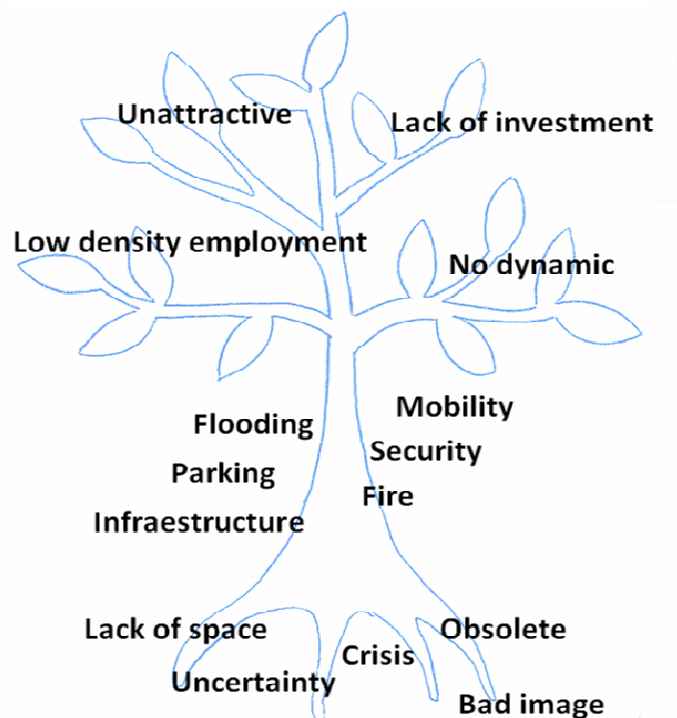 Unattractive
Lack of investment
Low density employment
No dynamic
Mobility
Flooding
Security
Parking
Fire
Infraestructure
Lack of space
Obsolete
Crisis
Uncertainty
Bad image